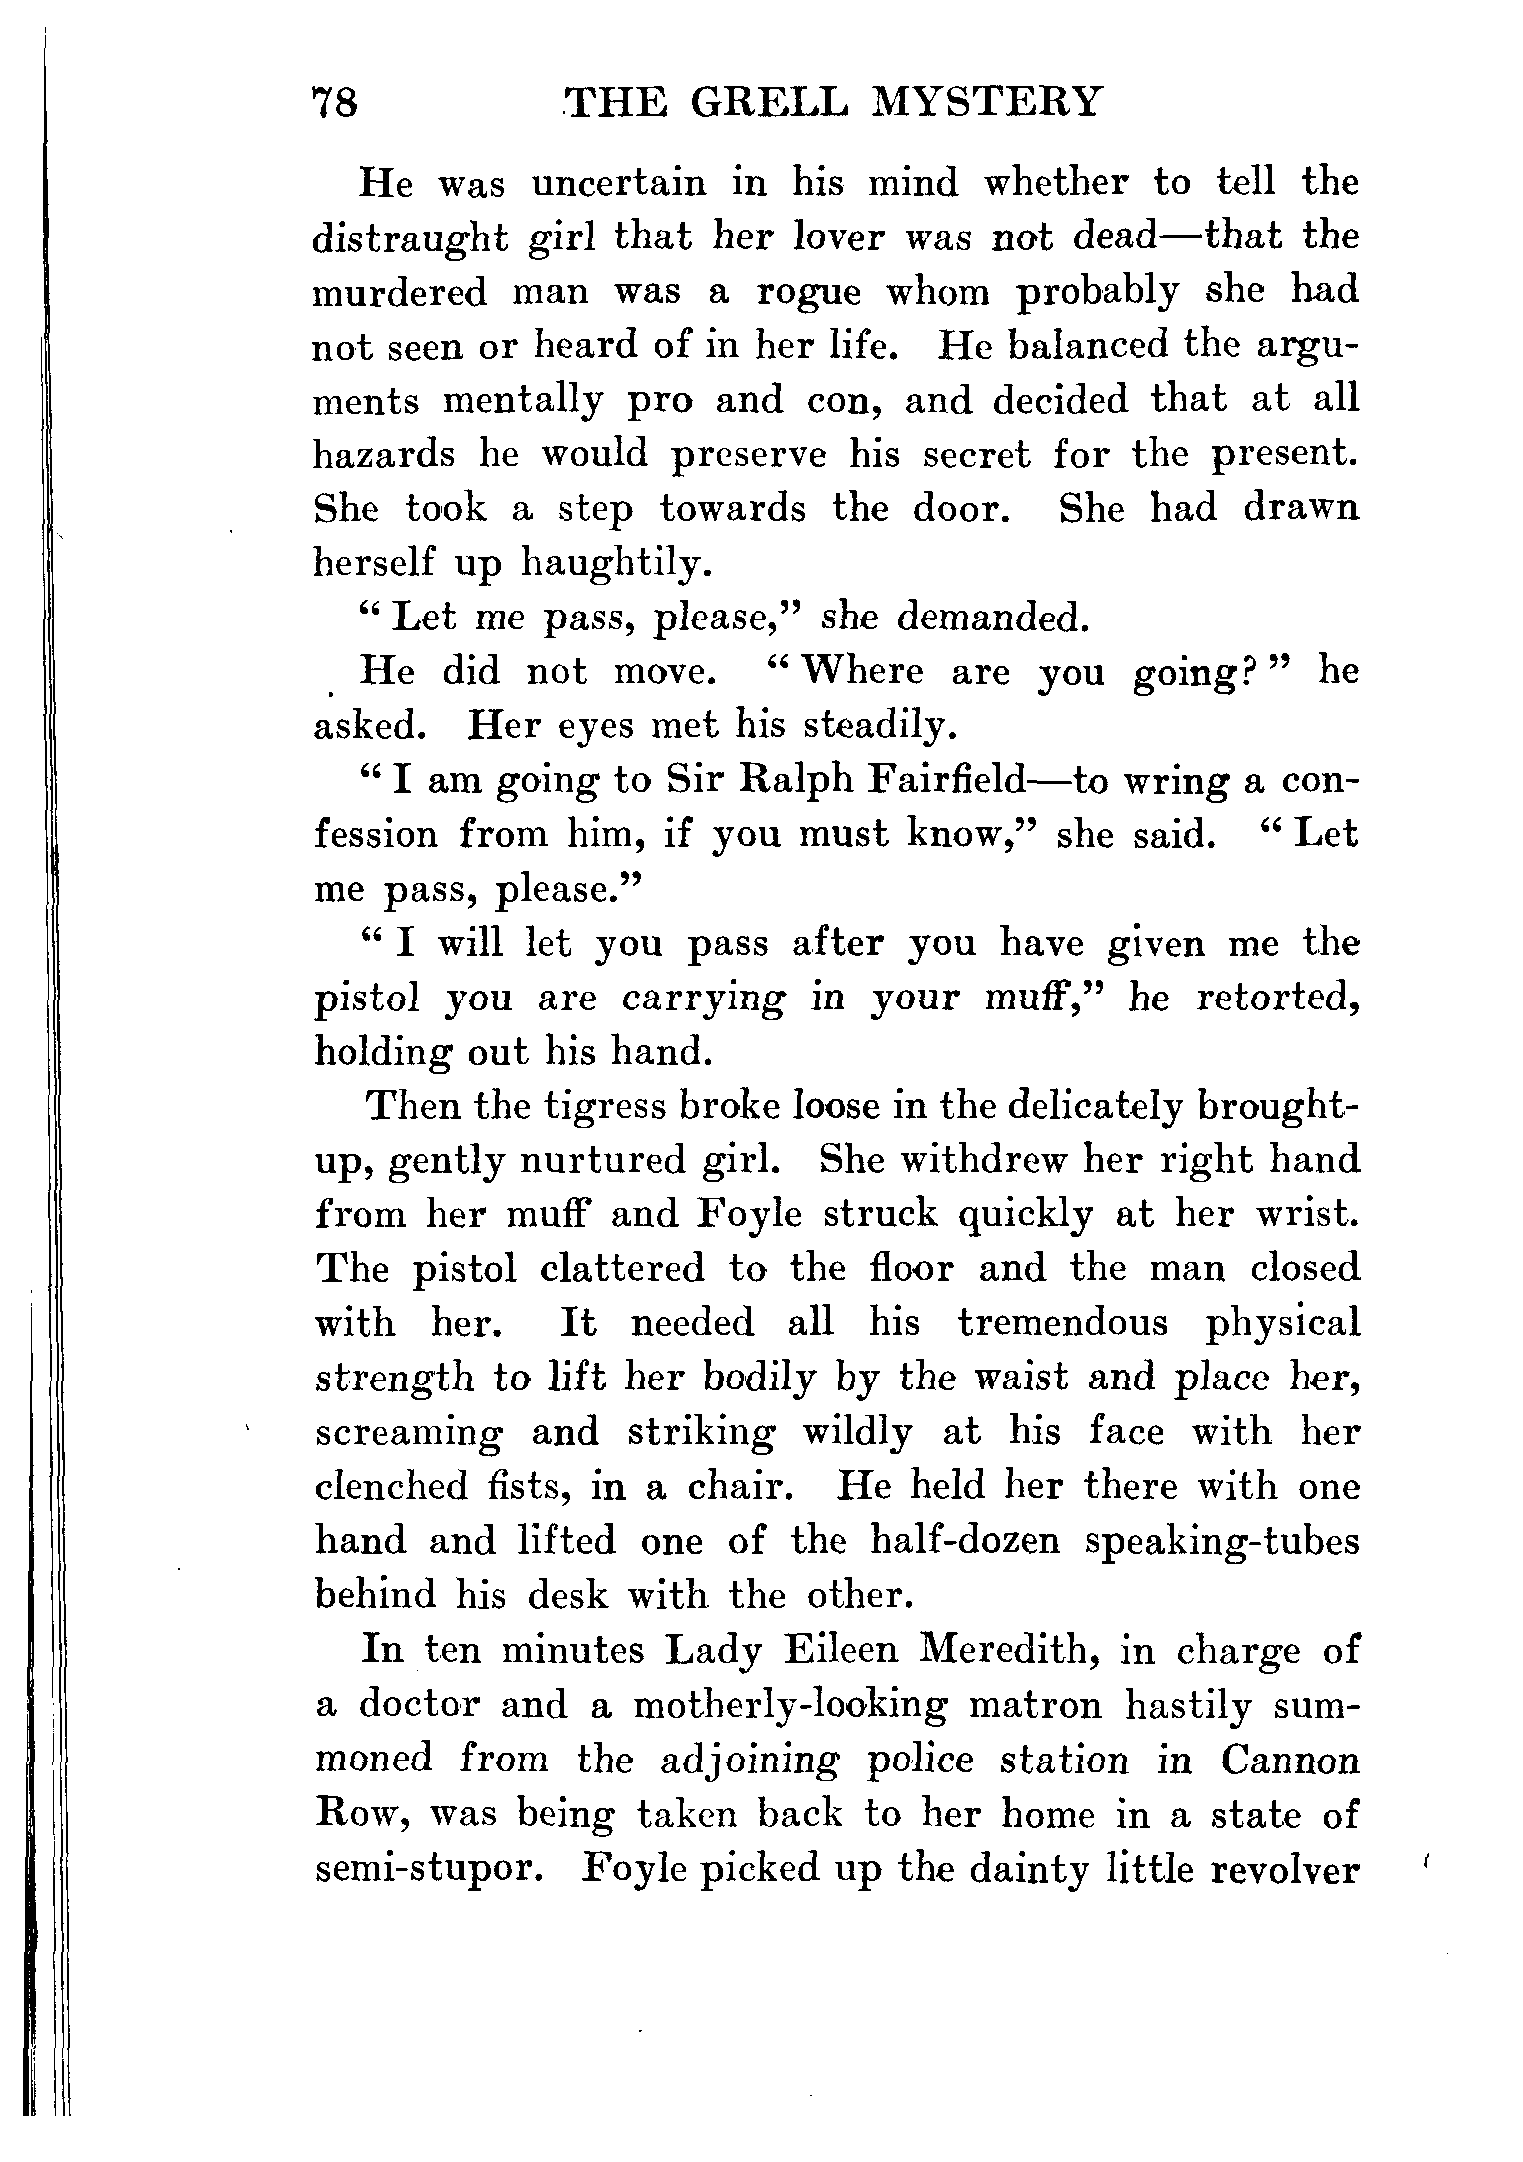 78 THE GRELL MYSTERY
He was uncertain in his mind whether to tell the
distraught girl that her lover was not dead—that the
murdered man was a rogue whom probably she had
not seen or heard of in her life. He balanced the argu-
ments mentally pro and con, and decided that at all
hazards he would preserve his secret for the present.
She took a step towards the door. She had drawn
herself up haughtily.
“ Let me pass, please,” she demanded.
He did not move. “ Where are you going? ” he
asked. Her eyes met his steadily.
“ I am going to Sir Ralph Fairfield—to wring a con-
fession from him, if you must know,” she said. “ Let
me pass, please.”
“ I will let you pass after you have given me the
pistol you are carrying in your muff,” he retorted,
holding out his hand.
Then the tigress broke loose in the delicately brought-
up, gently nurtured girl. She withdrew her right hand
from her muff and Foyle struck quickly at her wrist.
The pistol clattered to the floor and the man closed
with her. It needed all his tremendous physical
strength to lift her bodily by the waist and place her,
screaming and striking wildly at his face with her
clenched fists, in a chair. He held her there with one
hand and lifted one of the half-dozen speaking-tubes
behind his desk with the other.
In ten minutes Lady Eileen Meredith, in charge of
a doctor and a motherly-looking matron hastily sum-
moned from the adjoining police station in Cannon
Row, was being taken back to her home in a state of
semi-stupor. Foyle picked up the dainty little revolver